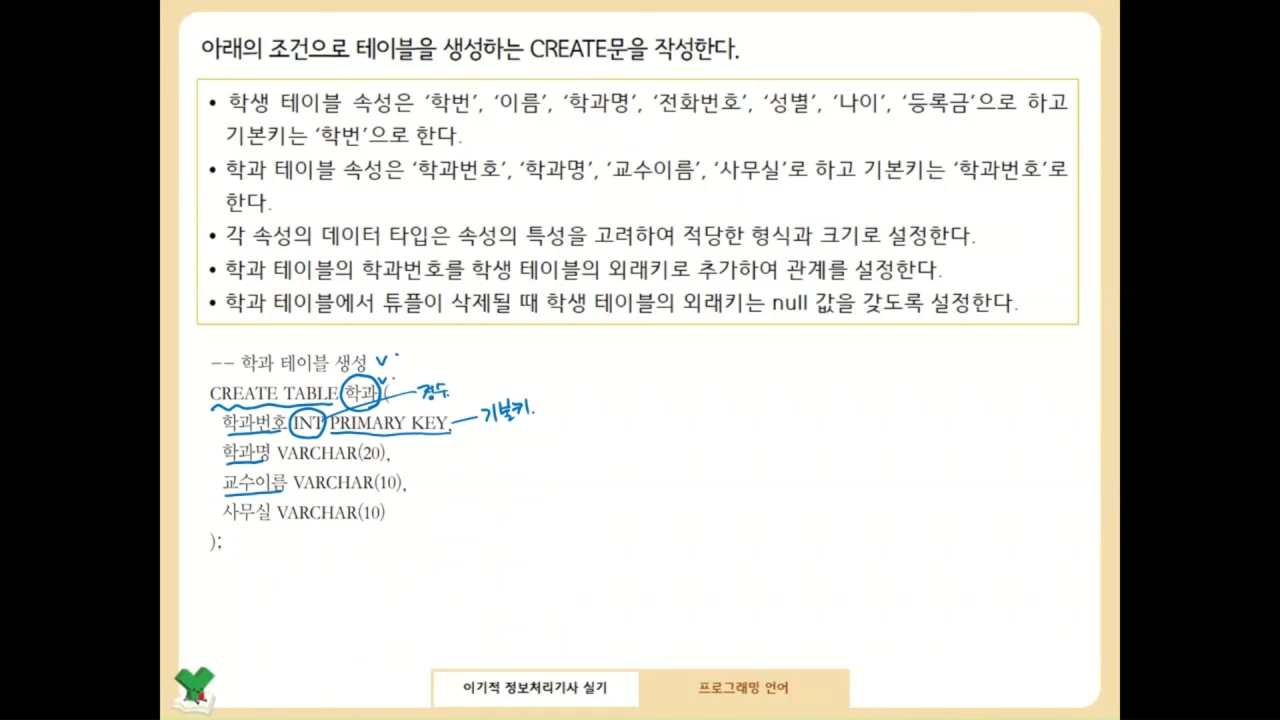 아래의 조건으로 테이블을 생성하는 CREATE문을 작성한다.
• 학생 테이블 속성은 ‘학번’, ‘이름’, ‘학과명’, ‘전화번호’, ‘성별’, ‘나이’, ‘등록금’으로 하고
기본키는 ‘학번’으로 한다.
• 학과 테이블 속성은 ‘학과번호’, ‘학과명’, ‘교수이름’, ‘사무실’로 하고 기본키는 ‘학과번호’로
한다.
• 각 속성의 데이터 타입은 속성의 특성을 고려하여 적당한 형식과 크기로 설정한다.
• 학과 테이블의 학과번호를 학생 테이블의 외래키로 추가하여 관계를 설정한다.
• 학과 테이블에서 튜플이 삭제될 때 학생 테이블의 외래키는 null 값을 갖도록 설정한다.
-- 학과 테이블 생성
CREATE TABLE 학과 ( 정수.
학과번호 INT PRIMARY KEY, 기본키.
학과명 VARCHAR(20),
교수이름 VARCHAR(10),
사무실 VARCHAR(10)
);
이기적 정보처리기사 실기 프로그래밍 언어